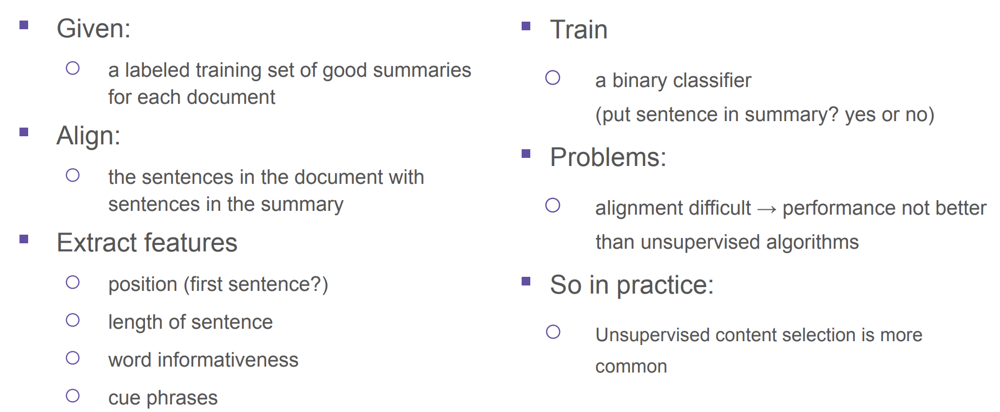 Given:
a labeled training set of good summaries
for each document
Align:
the sentences in the document with
sentences in the summary
Extract features
position (first sentence?)
length of sentence
word informativeness
cue phrases
Train
a binary classifier
(put sentence in summary? yes or no)
Problems:
alignment difficult → performance not better
than unsupervised algorithms
So in practice:
Unsupervised content selection is more
common